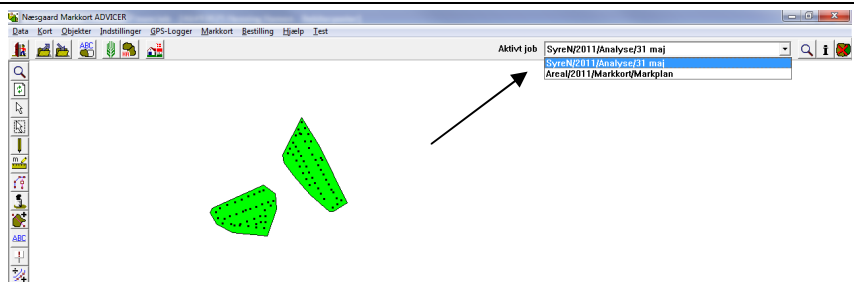 Næsgaard Markkort ADVICER
Data Kort Objekter Indstillinger GPS-Logger Markkort Bestilling Hjælp Test
ABC
Aktivt job SyreN/2011/Analyse/31 maj
SyreN/2011/Analyse/31 maj
Areal/2011/Markkort/Markplan
m
ABC